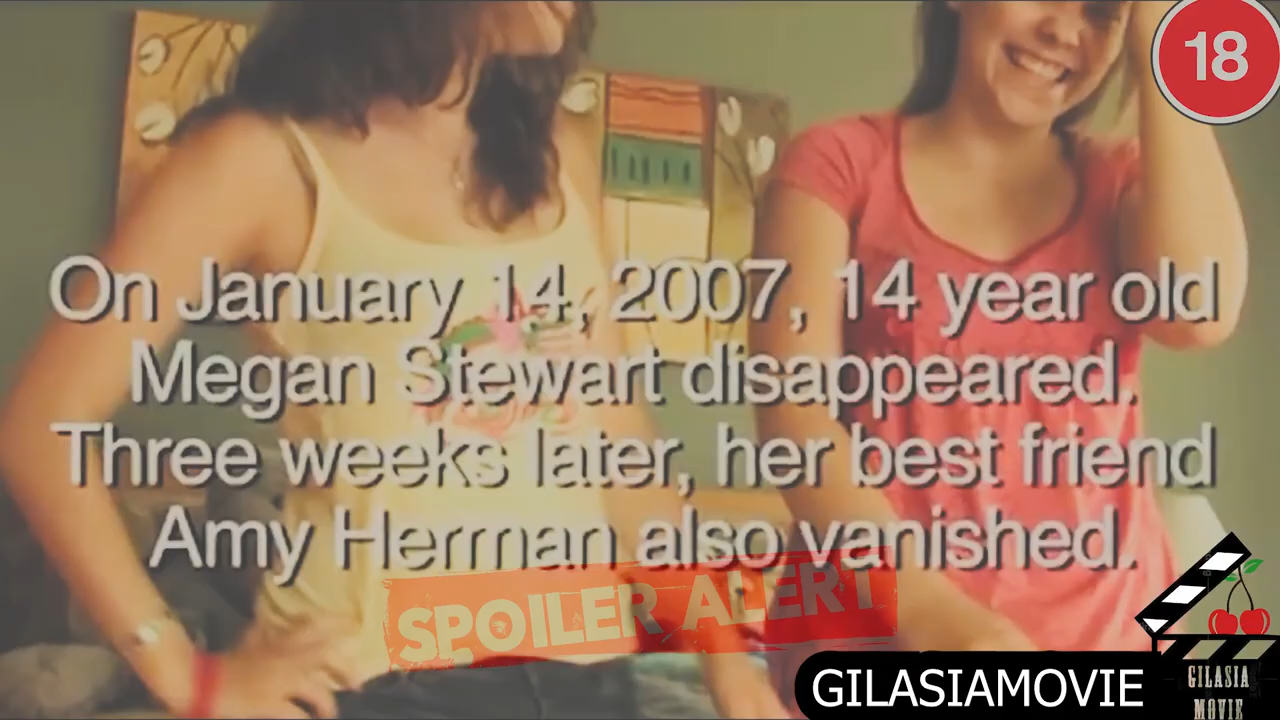 18
On January 14, 2007, 14 year old
Megan Stewart disappeared.
Three weeks later, her best friend
Amy Herman also vanished.
SPOILER ALERT
GILASIAMOVIE
GILASIA
MOVIE